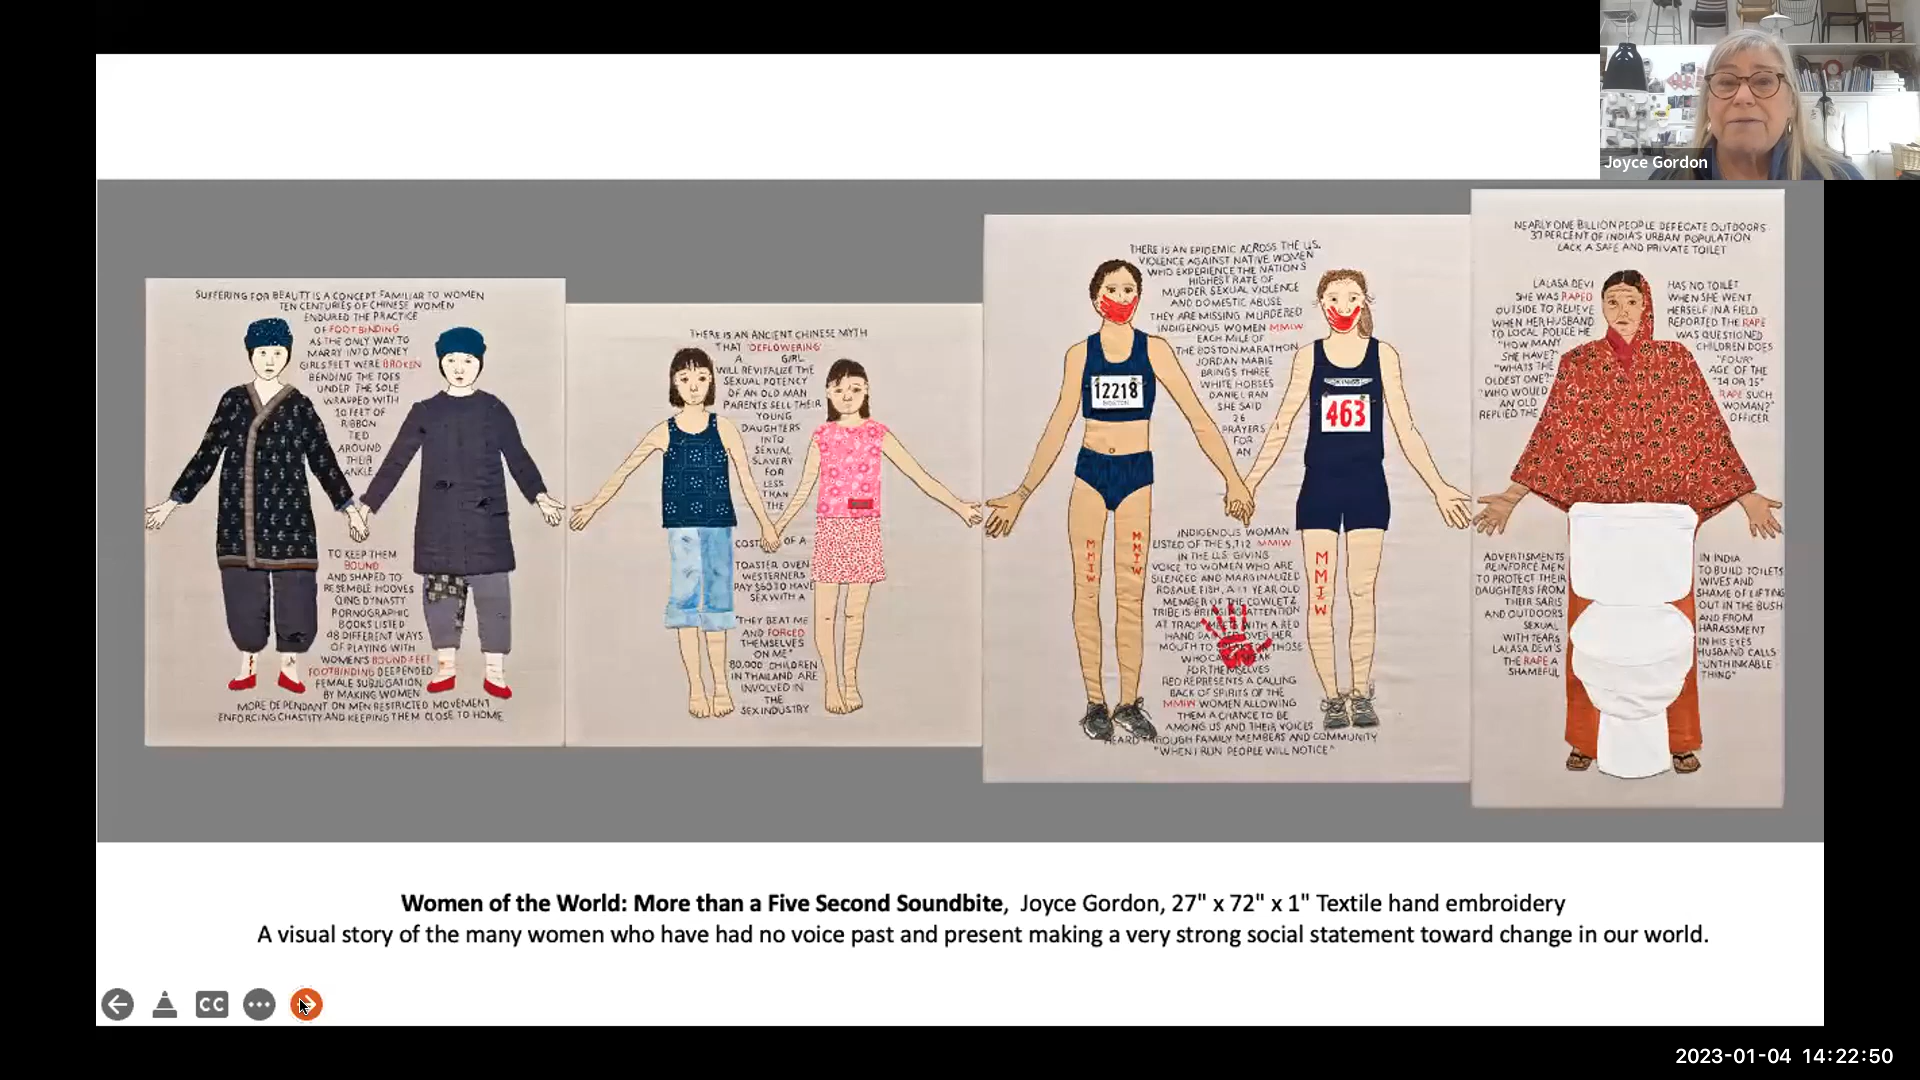 Joyce Gordon
SUFFERING FOR BEAUTY IS A CONCEPT FAMILIAR TO WOMEN
TEN CENTURIES OF CHINESE WOMEN
ENDURED THE PRACTICE
OF FOOTBINDING
AS THE ONLY WAY TO
MARRY INTO MONEY
GIRLS FEET WERE BROKEN
BENDING THE TOES
UNDER THE SOLE
WRAPPED WITH
10 FEET OF
RIBBON
TIED
AROUND
THEIR
ANKLE
TO KEEP THEM
BOUND
AND SHAPED TO
RESEMBLE HOOVES
QING DYNASTY
PORNOGRAPHIC
BOOKS LISTED
48 DIFFERENT WAYS
OF PLAYING WITH
WOMEN'S BOUND FEET
FOOTBINDING DEEPENED
FEMALE SUBJUGATION
BY MAKING WOMEN
MORE DEPENDANT ON MEN RESTRICTED MOVEMENT
ENFORCING CHASTITY AND KEEPING THEM CLOSE TO HOME
THERE IS AN ANCIENT CHINESE MYTH
THAT 'DEFLOWERING'
A GIRL
WILL REVITALIZE THE
SEXUAL POTENCY
OF AN OLD MAN
PARENTS SELL THEIR
YOUNG
DAUGHTERS
INTO
SEXUAL
SLAVERY
FOR
LESS
THAN
THE
COST OF A
TOASTER OVEN
WESTERNERS
PAY $60 TO HAVE
SEX WITH A
"THEY BEAT ME
AND FORCED
THEMSELVES
ON ME"
80,000 CHILDREN
IN THAILAND ARE
INVOLVED IN
THE
SEX INDUSTRY
THERE IS AN EPIDEMIC ACROSS THE U.S.
VIOLENCE AGAINST NATIVE WOMEN
WHO EXPERIENCE THE NATION'S
HIGHEST RATE OF
MURDER SEXUAL VIOLENCE
AND DOMESTIC ABUSE
THEY ARE MISSING MURDERED
INDIGENOUS WOMEN MMIW
EACH MILE OF
THE BOSTON MARATHON
JORDAN MARIE
BRINGS THREE
WHITE HORSES
DANIEL RAN
SHE SAID
26
PRAYERS
FOR
AN
INDIGENOUS WOMAN
LISTED OF THE 5,712 MMIW
IN THE U.S. GIVING
VOICE TO WOMEN WHO ARE
SILENCED AND MARGINALIZED
ROSALIE FISH, A YEAR OLD
MEMBER OF THE COWLITZ
TRIBE IS BRINGING ATTENTION
AT TRACK MEETS WITH A RED
HAND PAINTED OVER HER
MOUTH TO SPEAK FOR THOSE
WHO CAN'T SPEAK
FOR THEMSELVES
RED REPRESENTS A CALLING
BACK OF SPIRITS OF THE
MMIW WOMEN ALLOWING
THEM A CHANCE TO BE
AMONG US AND THEIR VOICES
HEARD THROUGH FAMILY MEMBERS AND COMMUNITY
"WHEN I RUN PEOPLE WILL NOTICE"
12218
BOSTON
463
MMIW
MMIW
MMIW
NEARLY ONE BILLION PEOPLE DEFECATE OUTDOORS
37 PERCENT OF INDIA'S URBAN POPULATION
LACK A SAFE AND PRIVATE TOILET
LALASA DEVI HAS NO TOILET
SHE WAS RAPED WHEN SHE WENT
OUTSIDE TO RELIEVE HERSELF IN A FIELD
WHEN HER HUSBAND REPORTED THE RAPE
TO LOCAL POLICE HE WAS QUESTIONED
"HOW MANY CHILDREN DOES
SHE HAVE?" "FOUR"
"WHATS THE AGE OF THE
OLDEST ONE?" "14 OR 15"
"WHO WOULD RAPE SUCH
AN OLD WOMAN?"
REPLIED THE OFFICER
ADVERTISMENTS IN INDIA
REINFORCE MEN TO BUILD TOILETS
TO PROTECT THEIR WIVES AND
DAUGHTERS FROM SHAME OF LIFTING
THEIR SARIS OUT IN THE BUSH
AND OUTDOORS AND FROM
SEXUAL HARASSMENT
WITH TEARS IN HIS EYES
LALASA DEVI'S HUSBAND CALLS
THE RAPE A "UNTHINKABLE
SHAMEFUL THING"
Women of the World: More than a Five Second Soundbite, Joyce Gordon, 27" x 72" x 1" Textile hand embroidery
A visual story of the many women who have had no voice past and present making a very strong social statement toward change in our world.
CC
2023-01-04 14:22:50